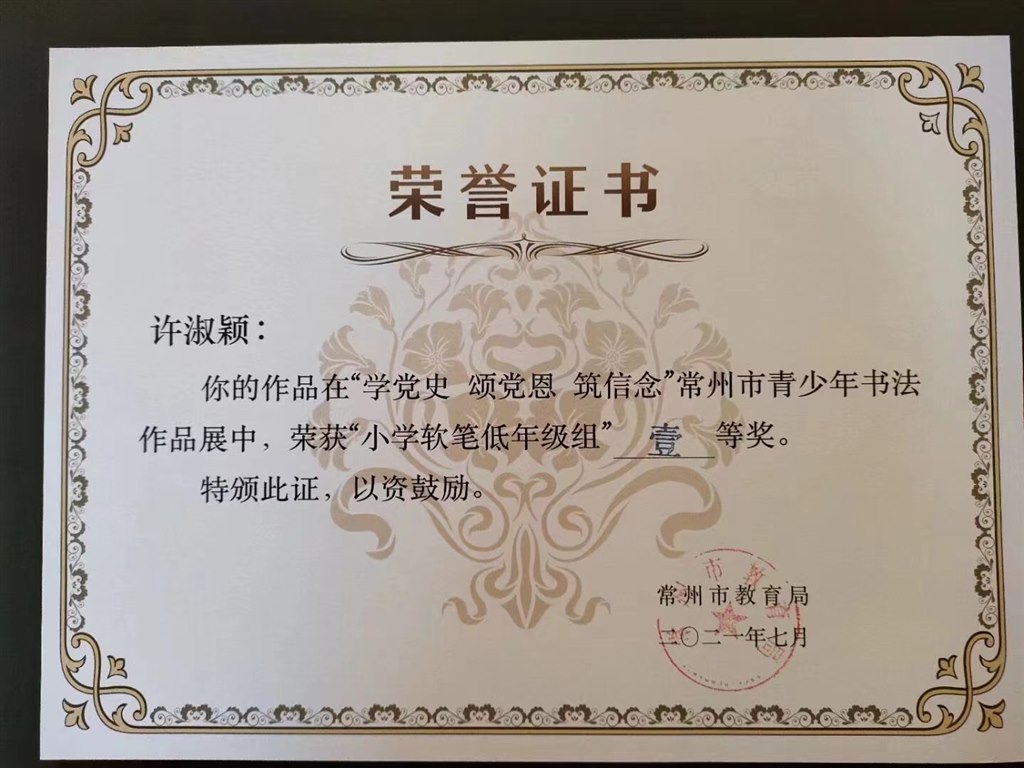 荣誉证书
许淑颖：
你的作品在“学党史 颂党恩 筑信念”常州市青少年书法
作品展中，荣获“小学软笔低年级组” 壹 等奖。
特颁此证，以资鼓励。
常州市教育局
二〇二一年七月